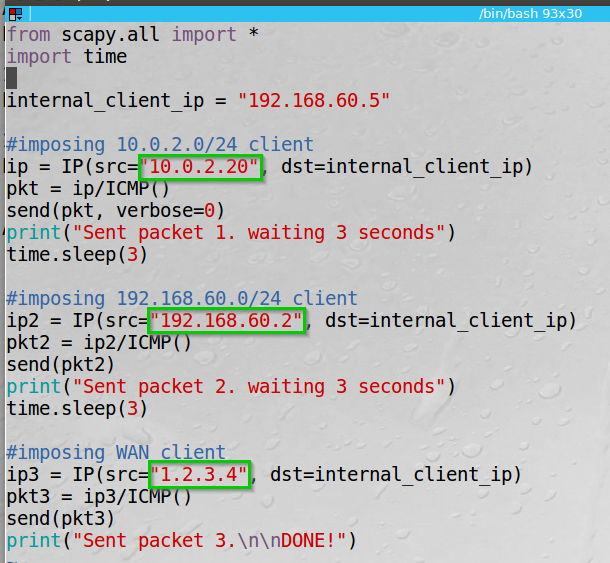 /bin/bash 93x30
from scapy.all import *
import time
internal_client_ip = "192.168.60.5"
#imposing 10.0.2.0/24 client
ip = IP(src="10.0.2.20", dst=internal_client_ip)
pkt = ip/ICMP()
send(pkt, verbose=0)
print("Sent packet 1. waiting 3 seconds")
time.sleep(3)
#imposing 192.168.60.0/24 client
ip2 = IP(src="192.168.60.2", dst=internal_client_ip)
pkt2 = ip2/ICMP()
send(pkt2)
print("Sent packet 2. waiting 3 seconds")
time.sleep(3)
#imposing WAN client
ip3 = IP(src="1.2.3.4", dst=internal_client_ip)
pkt3 = ip3/ICMP()
send(pkt3)
print("Sent packet 3.\n\nDONE!")